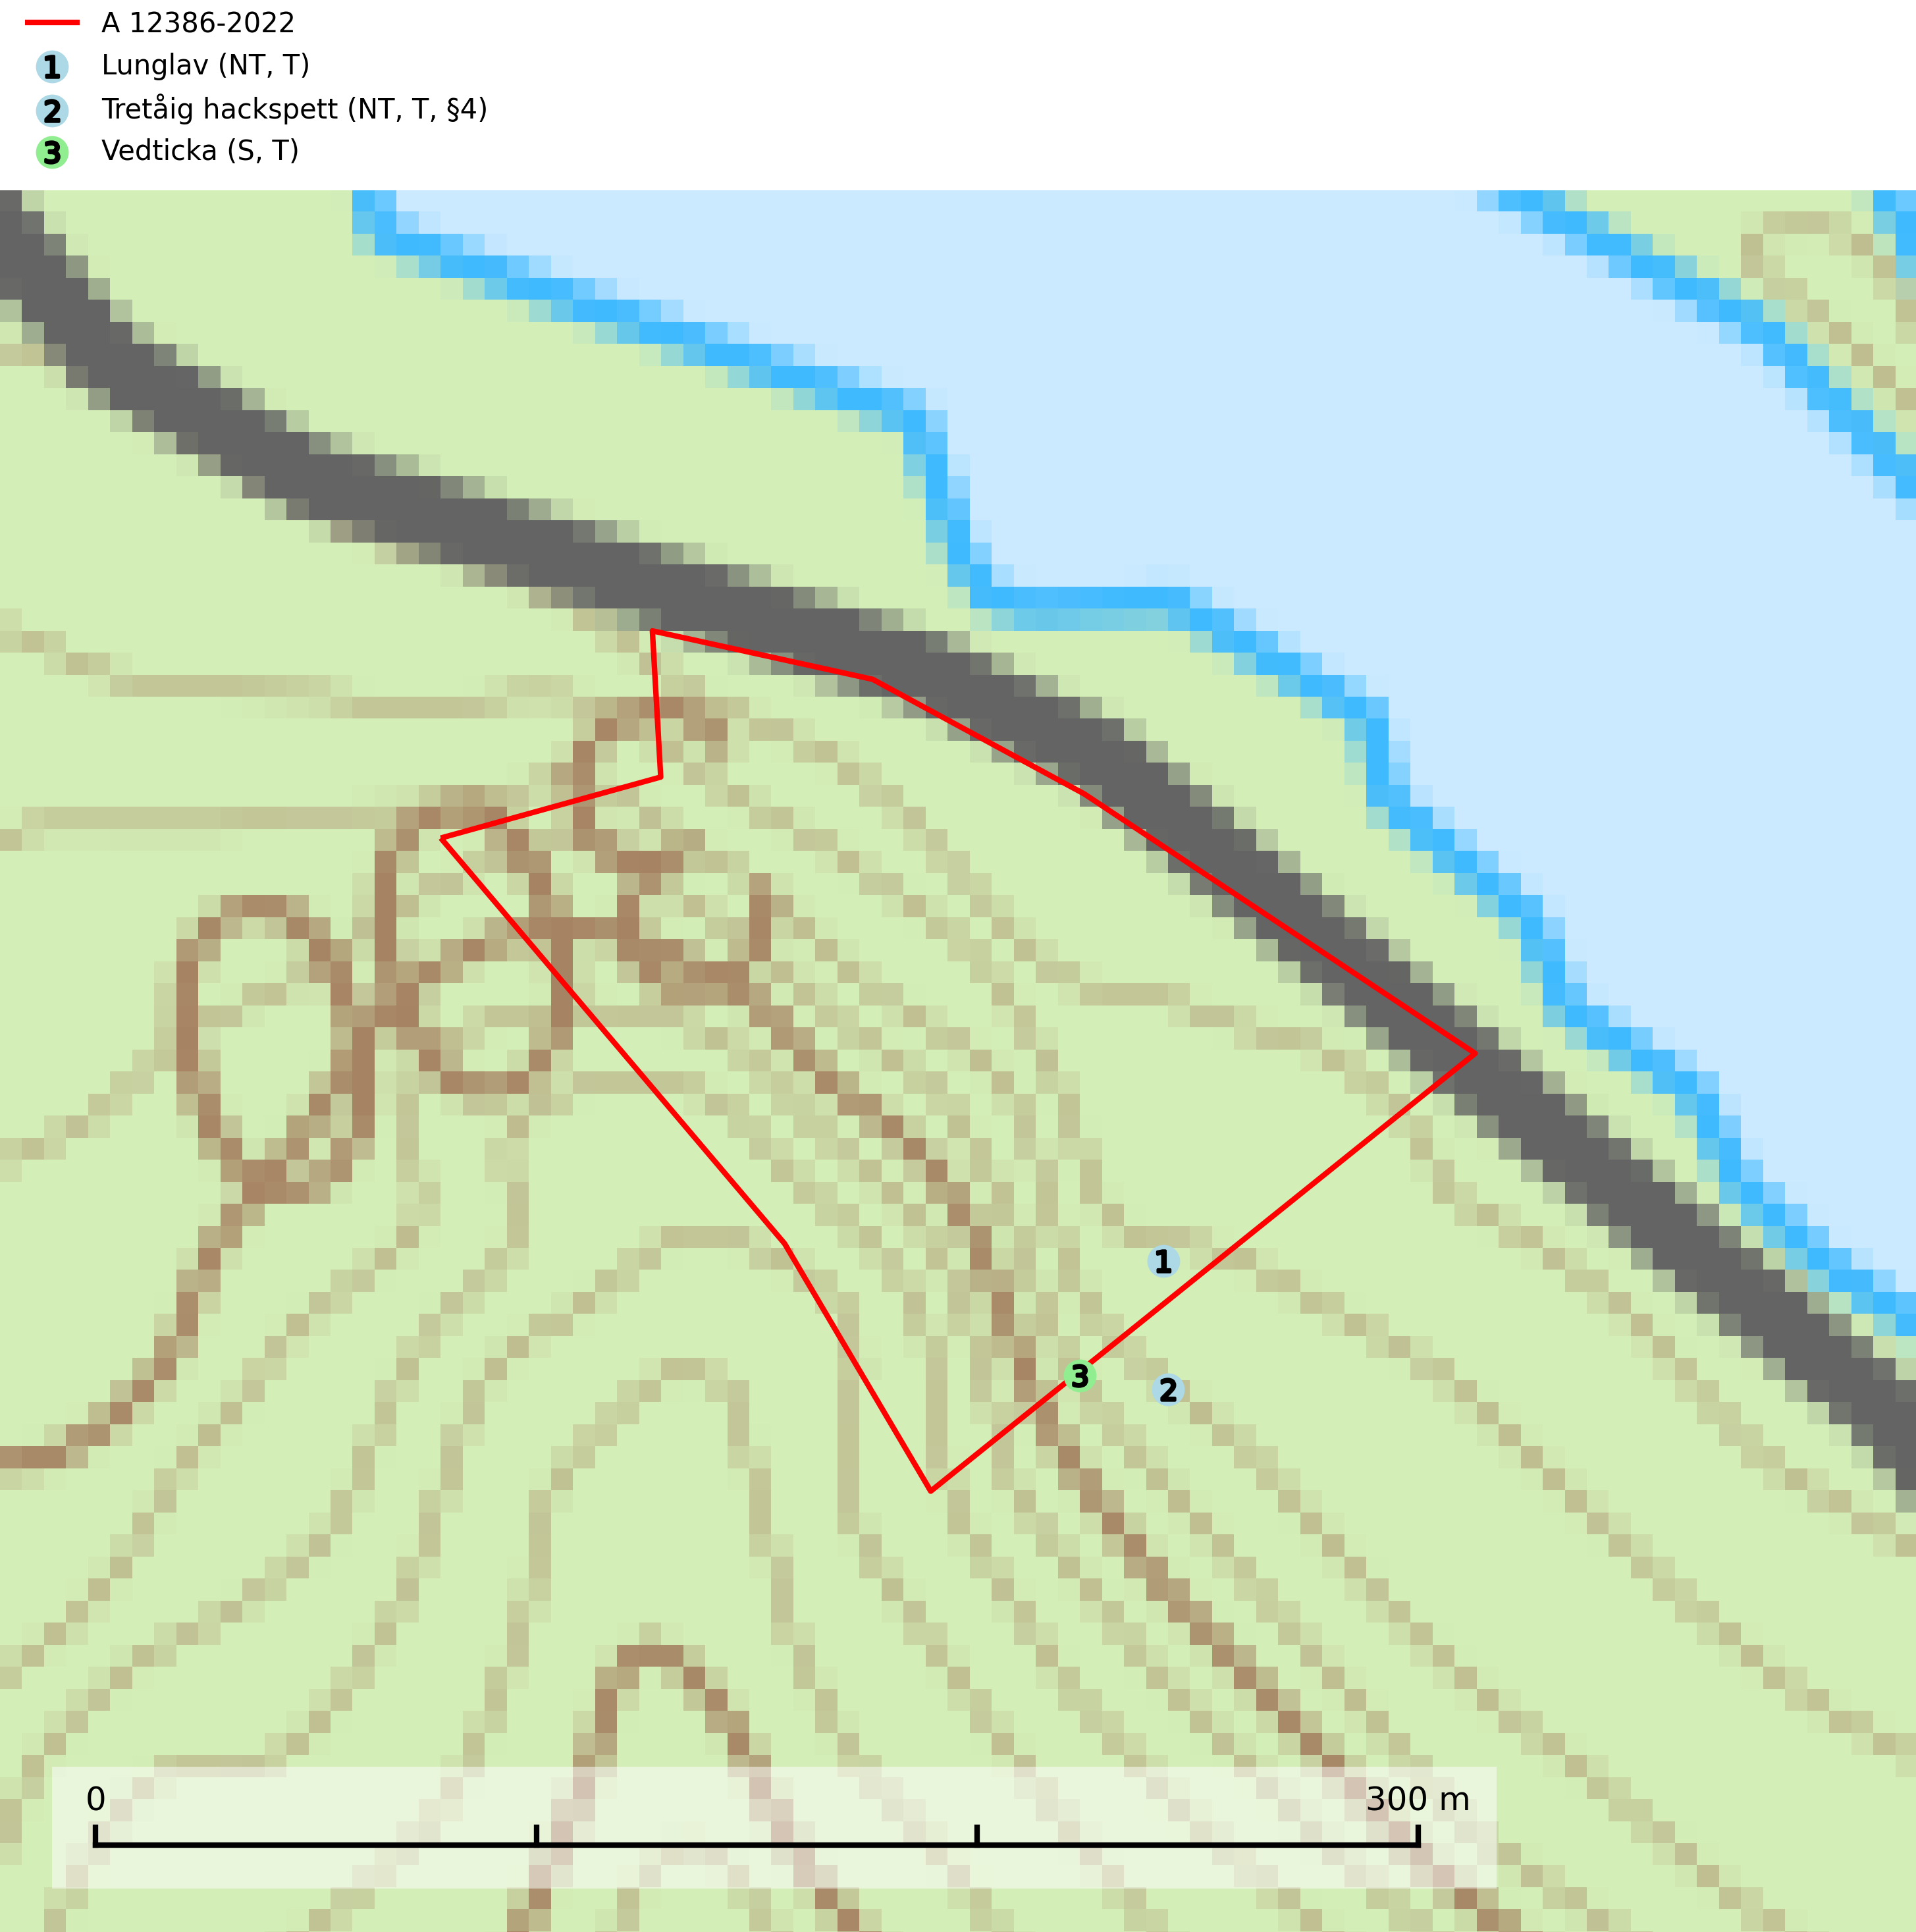 A 12386-2022
1 Lunglav (NT, T)
2 Tretåig hackspett (NT, T, §4)
3 Vedticka (S, T)
1
3
2
0 300 m